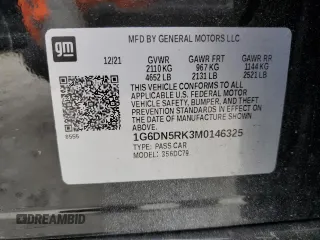 gm
MFD BY GENERAL MOTORS LLC
12/21 GVWR GAWR FRT GAWR RR
2110 KG 967 KG 1144 KG
4652 LB 2131 LB 2521 LB
THIS VEHICLE CONFORMS TO ALL
APPLICABLE U.S. FEDERAL MOTOR
VEHICLE SAFETY, BUMPER, AND THEFT
PREVENTION STANDARDS IN EFFECT
ON THE DATE OF MANUFACTURE
SHOWN ABOVE.
1G6DN5RK3M0146325
TYPE: PASS CAR
MODEL: 356DC79
DREAMBID